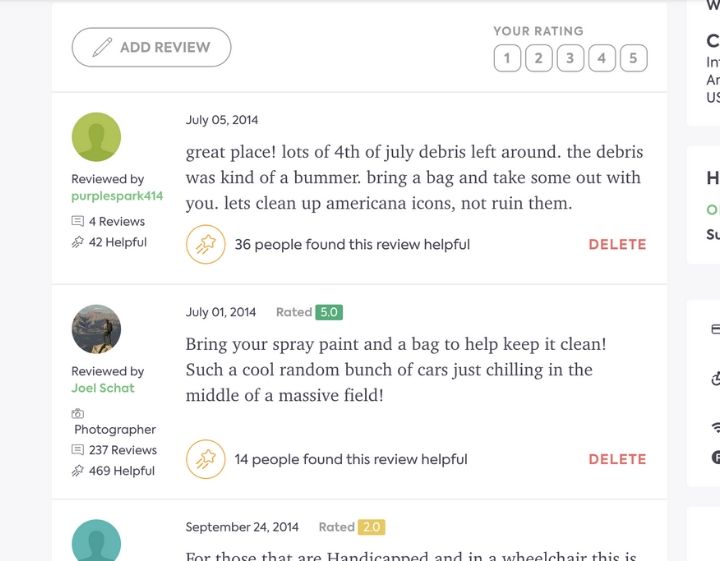 ADD REVIEW
YOUR RATING
1 2 3 4 5
July 05, 2014
great place! lots of 4th of july debris left around. the debris
was kind of a bummer. bring a bag and take some out with
you. lets clean up americana icons, not ruin them.
Reviewed by
purplespark414
4 Reviews
42 Helpful
36 people found this review helpful
DELETE
July 01, 2014 Rated 5.0
Bring your spray paint and a bag to help keep it clean!
Such a cool random bunch of cars just chilling in the
middle of a massive field!
Reviewed by
Joel Schat
Photographer
237 Reviews
469 Helpful
14 people found this review helpful
DELETE
September 24, 2014 Rated 2.0
For those that are Handicapped and in a wheelchair this is